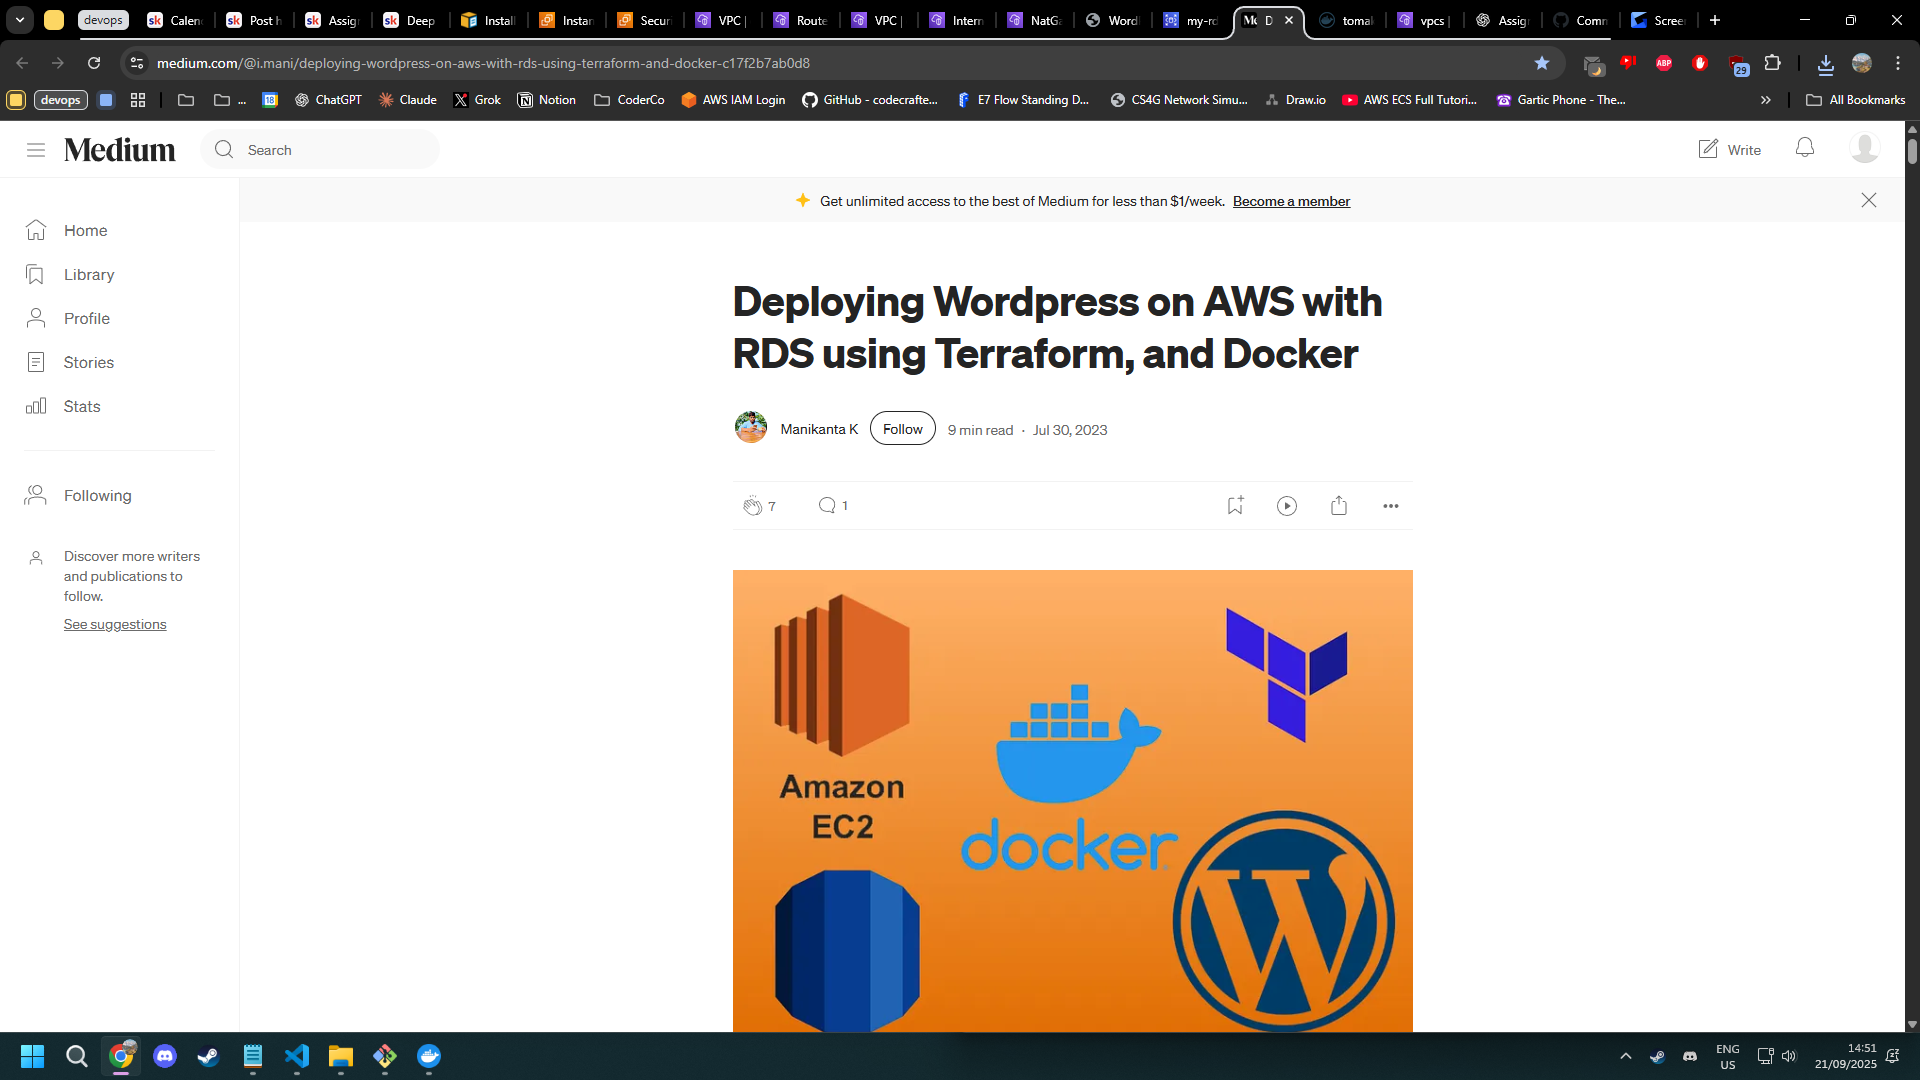 devops
Calen
Post h
Assig
Deep
Install
Instan
Securi
VPC |
Route
VPC |
Intern
NatGa
Word
my-rd
D
tomal
vpcs |
Assig
Comn
Scree
medium.com/@i.mani/deploying-wordpress-on-aws-with-rds-using-terraform-and-docker-c17f2b7ab0d8
ABP
29
devops
...
18
ChatGPT
Claude
Grok
Notion
CoderCo
AWS IAM Login
GitHub - codecrafte...
E7 Flow Standing D...
CS4G Network Simu...
Draw.io
AWS ECS Full Tutori...
Gartic Phone - The...
All Bookmarks
Medium
Search
Write
Get unlimited access to the best of Medium for less than $1/week. Become a member
Home
Library
Profile
Stories
Stats
Following
Discover more writers
and publications to
follow.
See suggestions
Deploying Wordpress on AWS with
RDS using Terraform, and Docker
Manikanta K
Follow
9 min read · Jul 30, 2023
7
1
Amazon
EC2
docker
ENG
US
14:51
21/09/2025